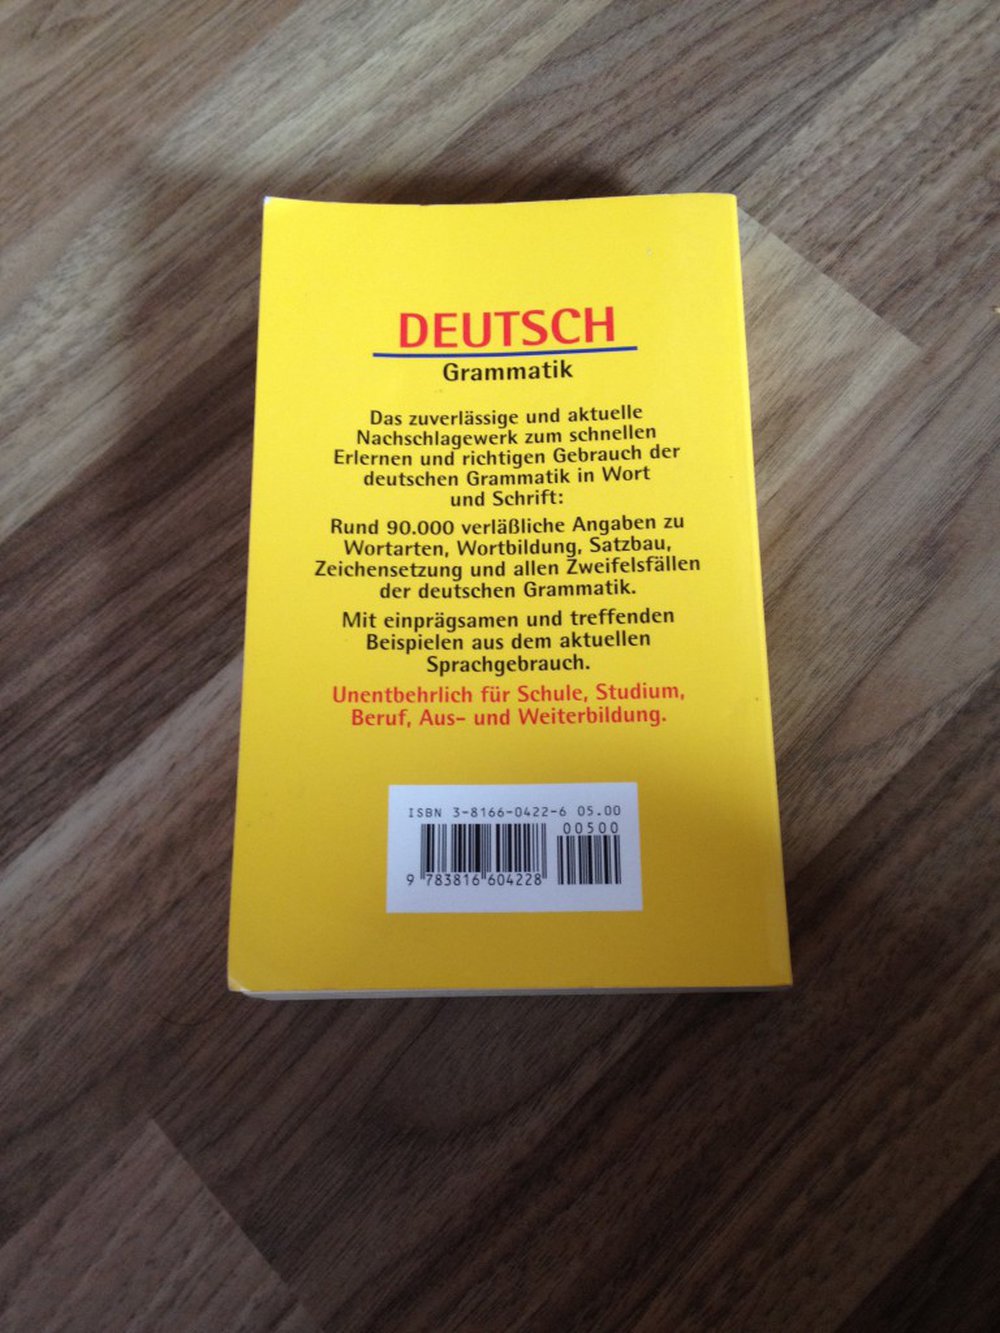 DEUTSCH
Grammatik
Das zuverlässige und aktuelle
Nachschlagewerk zum schnellen
Erlernen und richtigen Gebrauch der
deutschen Grammatik in Wort
und Schrift:
Rund 90.000 verläßliche Angaben zu
Wortarten, Wortbildung, Satzbau,
Zeichensetzung und allen Zweifelsfällen
der deutschen Grammatik.
Mit einprägsamen und treffenden
Beispielen aus dem aktuellen
Sprachgebrauch.
Unentbehrlich für Schule, Studium,
Beruf, Aus- und Weiterbildung.
ISBN 3-8166-0422-6 05.00
00500
9 783816 604228